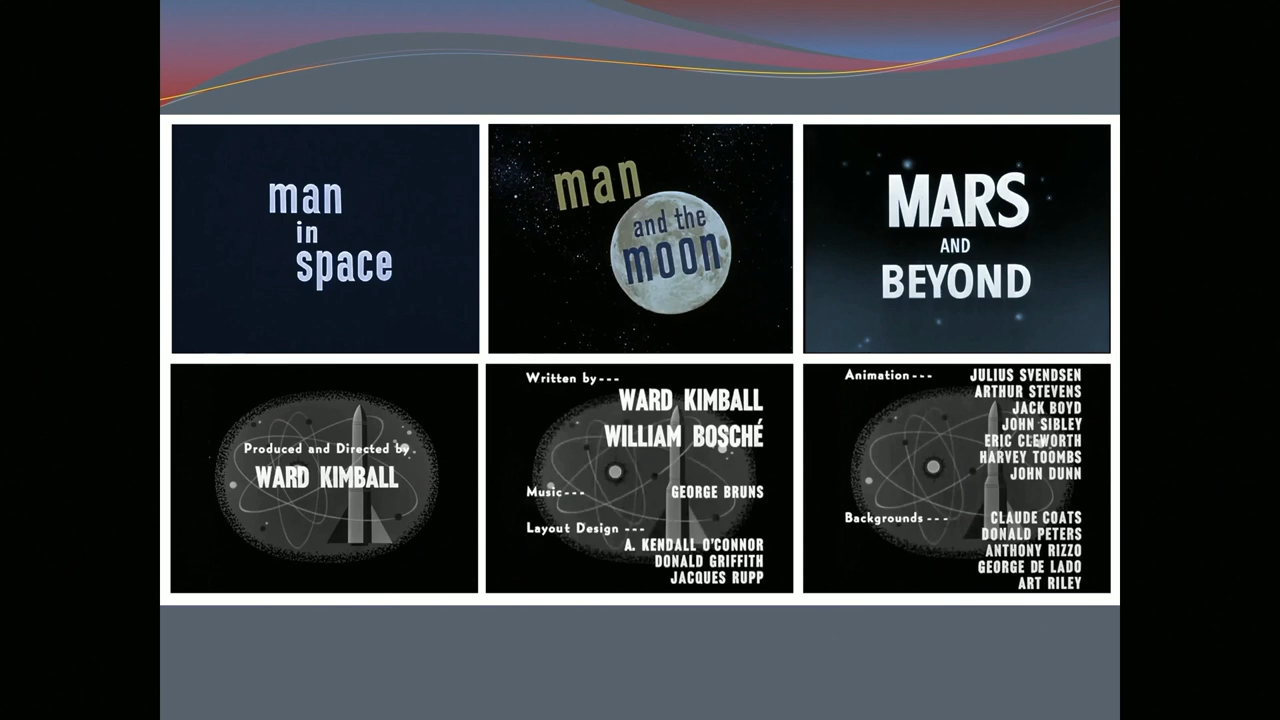 man
in
space
man
and the
moon
MARS
AND
BEYOND
Produced and Directed by
WARD KIMBALL
Written by---
WARD KIMBALL
WILLIAM BOSCHÉ
Music---
GEORGE BRUNS
Layout Design ---
A. KENDALL O'CONNOR
DONALD GRIFFITH
JACQUES RUPP
Animation---
JULIUS SVENDSEN
ARTHUR STEVENS
JACK BOYD
JOHN SIBLEY
ERIC CLEWORTH
HARVEY TOOMBS
JOHN DUNN
Backgrounds---
CLAUDE COATS
DONALD PETERS
ANTHONY RIZZO
GEORGE DE LADO
ART RILEY